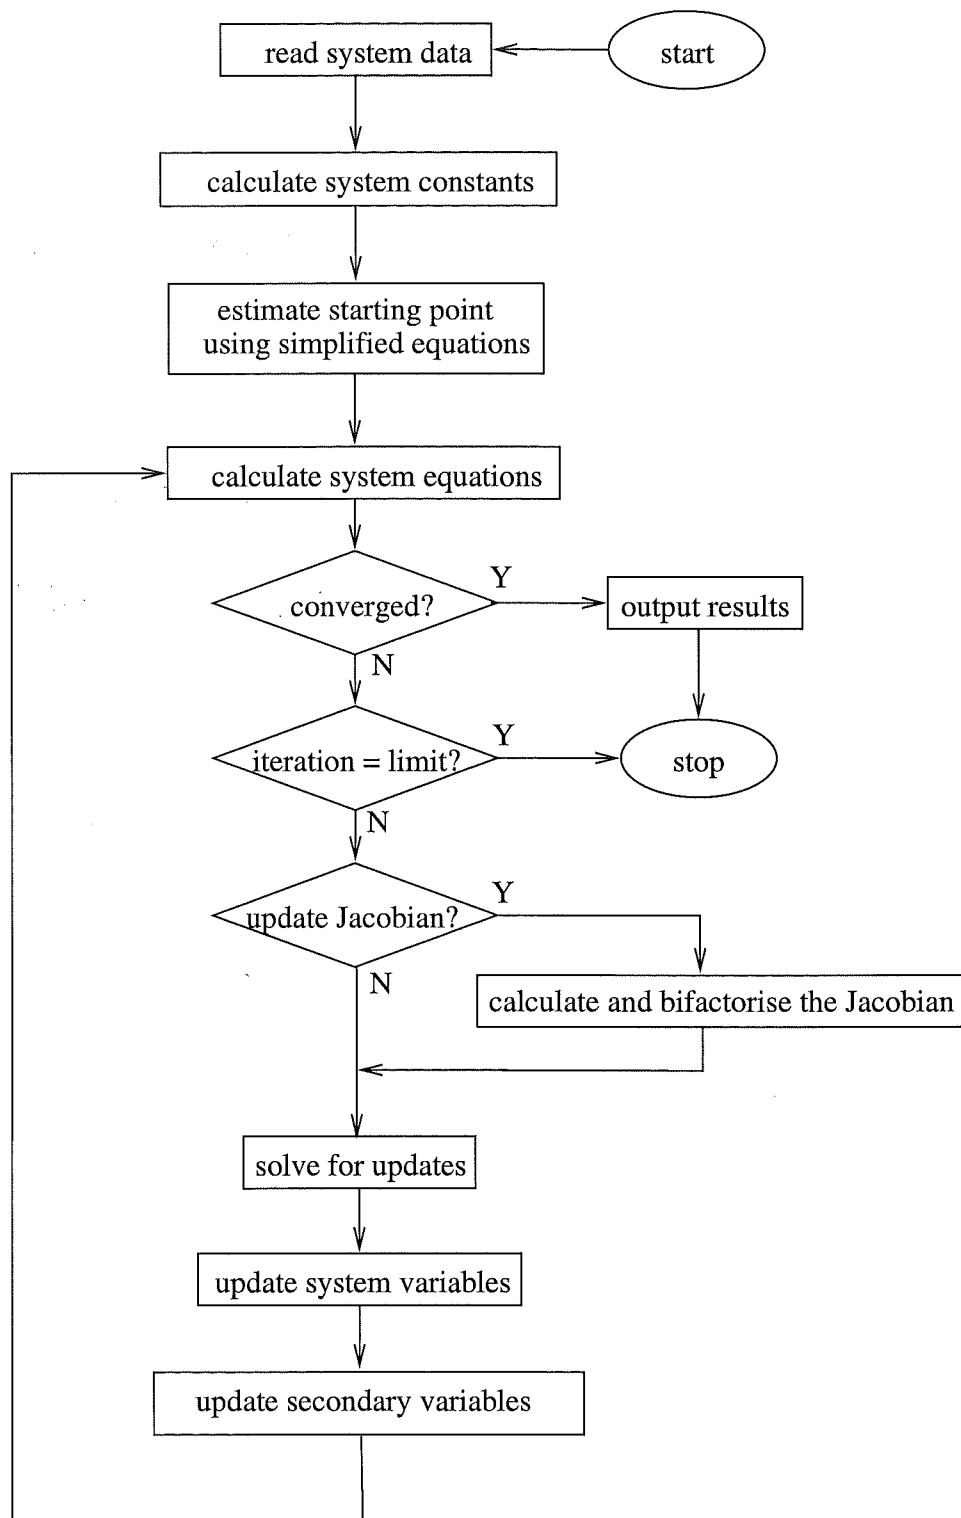 start
read system data
calculate system constants
estimate starting point
using simplified equations
calculate system equations
converged?
Y
output results
N
iteration = limit?
Y
stop
N
update Jacobian?
Y
N
calculate and bifactorise the Jacobian
solve for updates
update system variables
update secondary variables